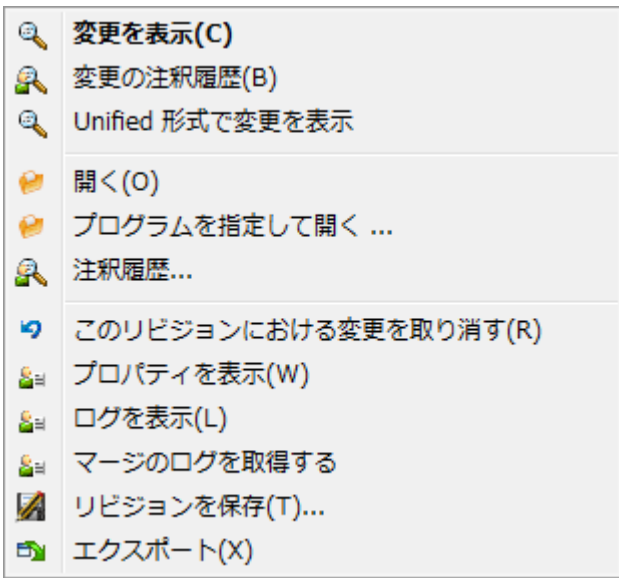 変更を表示(C)
変更の注釈履歴(B)
Unified 形式で変更を表示
開く(O)
プログラムを指定して開く ...
注釈履歴...
このリビジョンにおける変更を取り消す(R)
プロパティを表示(W)
ログを表示(L)
マージのログを取得する
リビジョンを保存(T)...
エクスポート(X)